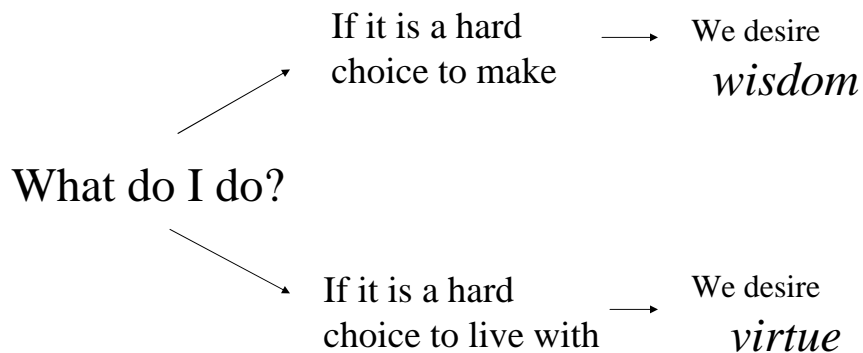 If it is a hard
choice to make
We desire
wisdom
What do I do?
If it is a hard
choice to live with
We desire
virtue